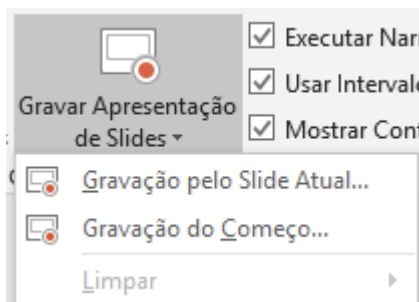 Executar
Usar
Mostrar
Gravar Apresentação
de Slides
Gravação pelo Slide Atual...
Gravação do Começo...
Limpar